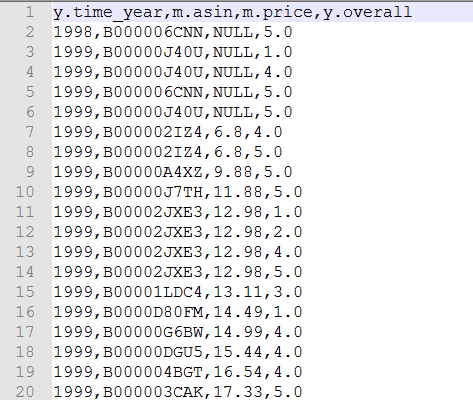 1 y.time_year,m.asin,m.price,y.overall
2 1998,B000006CNN,NULL,5.0
3 1999,B00000J40U,NULL,1.0
4 1999,B00000J40U,NULL,4.0
5 1999,B000006CNN,NULL,5.0
6 1999,B00000J40U,NULL,5.0
7 1999,B000002IZ4,6.8,4.0
8 1999,B000002IZ4,6.8,5.0
9 1999,B00000A4XZ,9.88,5.0
10 1999,B00000J7TH,11.88,5.0
11 1999,B00002JXE3,12.98,1.0
12 1999,B00002JXE3,12.98,2.0
13 1999,B00002JXE3,12.98,4.0
14 1999,B00002JXE3,12.98,5.0
15 1999,B00001LDC4,13.11,3.0
16 1999,B0000D80FM,14.49,1.0
17 1999,B00000G6BW,14.99,4.0
18 1999,B00000DGU5,15.44,4.0
19 1999,B000004BGT,16.54,4.0
20 1999,B000003CAK,17.33,5.0